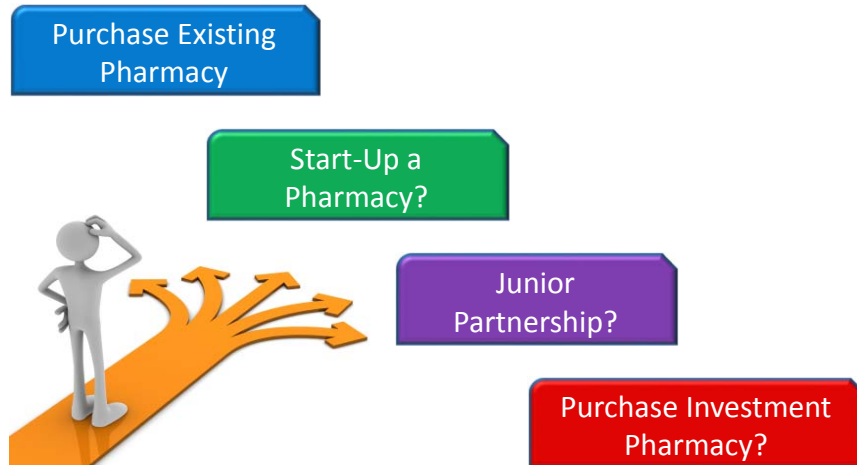 Purchase Existing
Pharmacy
Start-Up a
Pharmacy?
Junior
Partnership?
Purchase Investment
Pharmacy?